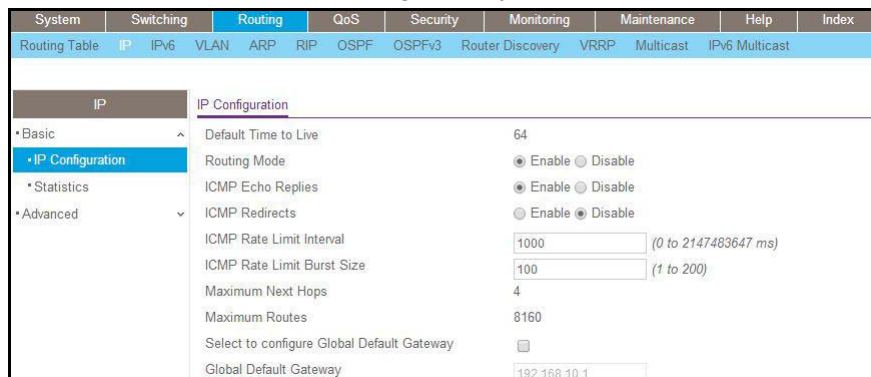 System Switching Routing QoS Security Monitoring Maintenance Help Index
Routing Table IP IPv6 VLAN ARP RIP OSPF OSPFv3 Router Discovery VRRP Multicast IPv6 Multicast
IP
Basic
IP Configuration
Statistics
Advanced
IP Configuration
Default Time to Live 64
Routing Mode Enable Disable
ICMP Echo Replies Enable Disable
ICMP Redirects Enable Disable
ICMP Rate Limit Interval 1000 (0 to 2147483647 ms)
ICMP Rate Limit Burst Size 100 (1 to 200)
Maximum Next Hops 4
Maximum Routes 8160
Select to configure Global Default Gateway
Global Default Gateway 192.168.10.1